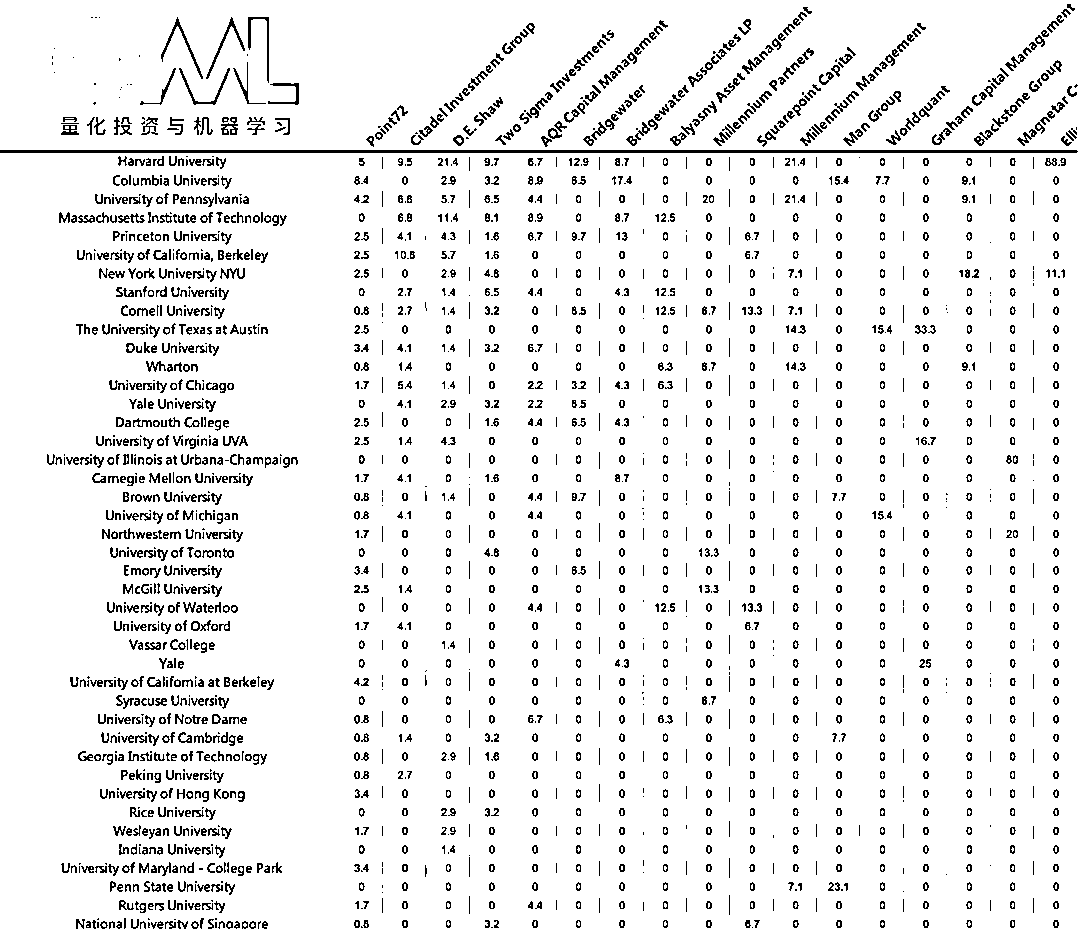 ML
量化投资与机器学习
Point72
Citadel Investment Group
D.E. Shaw
Two Sigma Investments
AQR Capital Management
Bridgewater
Bridgewater Associates LP
Balyasny Asset Management
Millennium Partners
Squarepoint Capital
Millennium Management
Man Group
Worldquant
Graham Capital Management
Blackstone Group
Magnetar
Harvard University 5 9.5 21.4 9.7 6.7 12.9 8.7 0 0 0 21.4 0 0 0 0 0 88.9
Columbia University 8.4 0 2.9 3.2 8.9 6.5 17.4 0 0 0 0 15.4 7.7 0 9.1 0 0
University of Pennsylvania 4.2 6.8 5.7 6.5 4.4 0 0 0 20 0 21.4 0 0 0 9.1 0 0
Massachusetts Institute of Technology 0 6.8 11.4 8.1 8.9 0 8.7 12.5 0 0 0 0 0 0 0 0 0
Princeton University 2.5 4.1 4.3 1.6 6.7 9.7 13 0 0 6.7 0 0 0 0 0 0 0
University of California, Berkeley 2.5 10.8 5.7 1.6 0 0 0 0 0 6.7 0 0 0 0 0 0 0
New York University NYU 2.5 0 2.9 4.8 0 0 0 0 0 0 7.1 0 0 0 18.2 0 11.1
Stanford University 0 2.7 1.4 6.5 4.4 0 4.3 12.5 0 0 0 0 0 0 0 0 0
Cornell University 0.8 2.7 1.4 3.2 0 6.5 0 12.5 6.7 13.3 7.1 0 0 0 0 0 0
The University of Texas at Austin 2.5 0 0 0 0 0 0 0 0 0 14.3 0 15.4 33.3 0 0 0
Duke University 3.4 4.1 1.4 3.2 6.7 0 0 0 0 0 0 0 0 0 0 0 0
Wharton 0.8 1.4 0 0 0 0 0 6.3 6.7 0 14.3 0 0 0 9.1 0 0
University of Chicago 1.7 5.4 1.4 0 2.2 3.2 4.3 6.3 0 0 0 0 0 0 0 0 0
Yale University 0 4.1 2.9 3.2 2.2 6.5 0 0 0 0 0 0 0 0 0 0 0
Dartmouth College 2.5 0 0 1.6 4.4 6.5 4.3 0 0 0 0 0 0 0 0 0 0
University of Virginia UVA 2.5 1.4 4.3 0 0 0 0 0 0 0 0 0 0 16.7 0 0 0
University of Illinois at Urbana-Champaign 0 0 0 0 0 0 0 0 0 0 0 0 0 0 0 80 0
Carnegie Mellon University 1.7 4.1 0 1.6 0 0 8.7 0 0 0 0 0 0 0 0 0 0
Brown University 0.8 0 1.4 0 4.4 9.7 0 0 0 0 0 7.7 0 0 0 0 0
University of Michigan 0.8 4.1 0 0 4.4 0 0 0 0 0 0 0 15.4 0 0 0 0
Northwestern University 1.7 0 0 0 0 0 0 0 0 0 0 0 0 0 0 20 0
University of Toronto 0 0 0 4.8 0 0 0 0 13.3 0 0 0 0 0 0 0 0
Emory University 3.4 0 0 0 0 6.5 0 0 0 0 0 0 0 0 0 0 0
McGill University 2.5 1.4 0 0 0 0 0 0 13.3 0 0 0 0 0 0 0 0
University of Waterloo 0 0 0 0 4.4 0 0 12.5 0 13.3 0 0 0 0 0 0 0
University of Oxford 1.7 4.1 0 0 0 0 0 0 0 6.7 0 0 0 0 0 0 0
Vassar College 0 0 1.4 0 0 0 0 0 0 0 0 0 0 0 0 0 0
Yale 0 0 0 0 0 0 4.3 0 0 0 0 0 0 25 0 0 0
University of California at Berkeley 4.2 0 0 0 0 0 0 0 0 0 0 0 0 0 0 0 0
Syracuse University 0 0 0 0 0 0 0 0 6.7 0 0 0 0 0 0 0 0
University of Notre Dame 0.8 0 0 0 6.7 0 0 6.3 0 0 0 0 0 0 0 0 0
University of Cambridge 0.8 1.4 0 3.2 0 0 0 0 0 0 0 7.7 0 0 0 0 0
Georgia Institute of Technology 0.8 0 2.9 1.6 0 0 0 0 0 0 0 0 0 0 0 0 0
Peking University 0.8 2.7 0 0 0 0 0 0 0 0 0 0 0 0 0 0 0
University of Hong Kong 3.4 0 0 0 0 0 0 0 0 0 0 0 0 0 0 0 0
Rice University 0 0 2.9 3.2 0 0 0 0 0 0 0 0 0 0 0 0 0
Wesleyan University 1.7 0 2.9 0 0 0 0 0 0 0 0 0 0 0 0 0 0
Indiana University 0 0 1.4 0 0 0 0 0 0 0 0 0 0 0 0 0 0
University of Maryland - College Park 3.4 0 0 0 0 0 0 0 0 0 0 0 0 0 0 0 0
Penn State University 0 0 0 0 0 0 0 0 0 0 7.1 23.1 0 0 0 0 0
Rutgers University 1.7 0 0 0 4.4 0 0 0 0 0 0 0 0 0 0 0 0
National University of Singapore 0.8 0 0 3.2 0 0 0 0 0 6.7 0 0 0 0 0 0 0